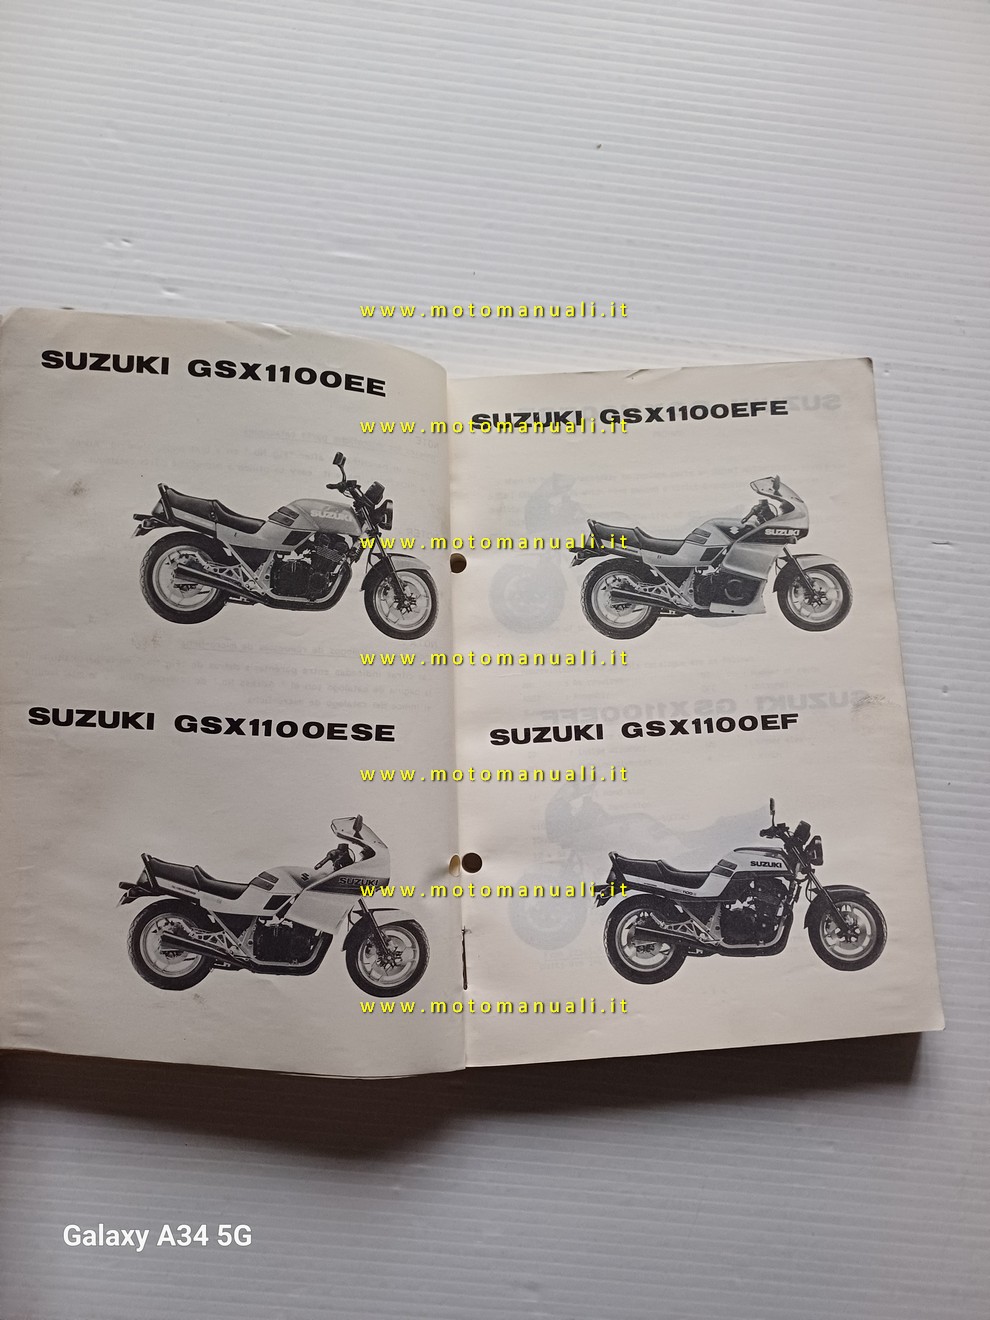 www.motomanuali.it
SUZUKI GSX1100EE
SUZUKI GSX1100EFE
www.motomanuali.it
SUZUKI
SUZUKI
www.motomanuali.it
www.motomanuali.it
SUZUKI GSX1100ESE
SUZUKI GSX1100EF
www.motomanuali.it
SUZUKI
SUZUKI
www.motomanuali.it
www.motomanuali.it
Galaxy A34 5G